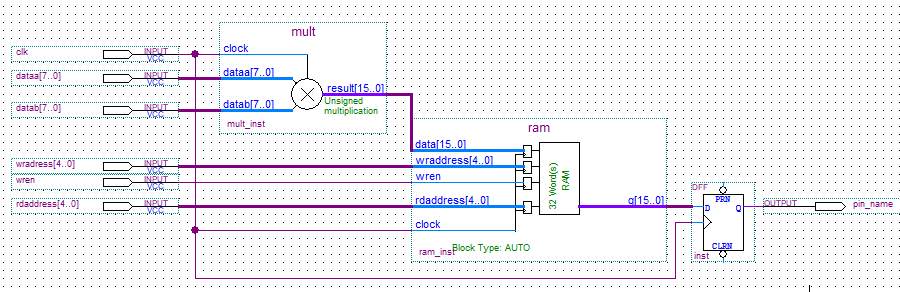 mult
clk INPUT VCC clock
dataa[7..0] INPUT VCC dataa[7..0]
result[15..0]
datab[7..0] INPUT VCC datab[7..0]
Unsigned
multiplication
mult_inst
ram
data[15..0]
wradress[4..0] INPUT VCC wraddress[4..0]
wren INPUT VCC wren
32 Word(s)
RAM
rdaddress[4..0] INPUT VCC rdaddress[4..0]
q[15..0]
clock
Block Type: AUTO
ram_inst
DFF
PRN
D Q
CLRN
inst
OUTPUT pin_name